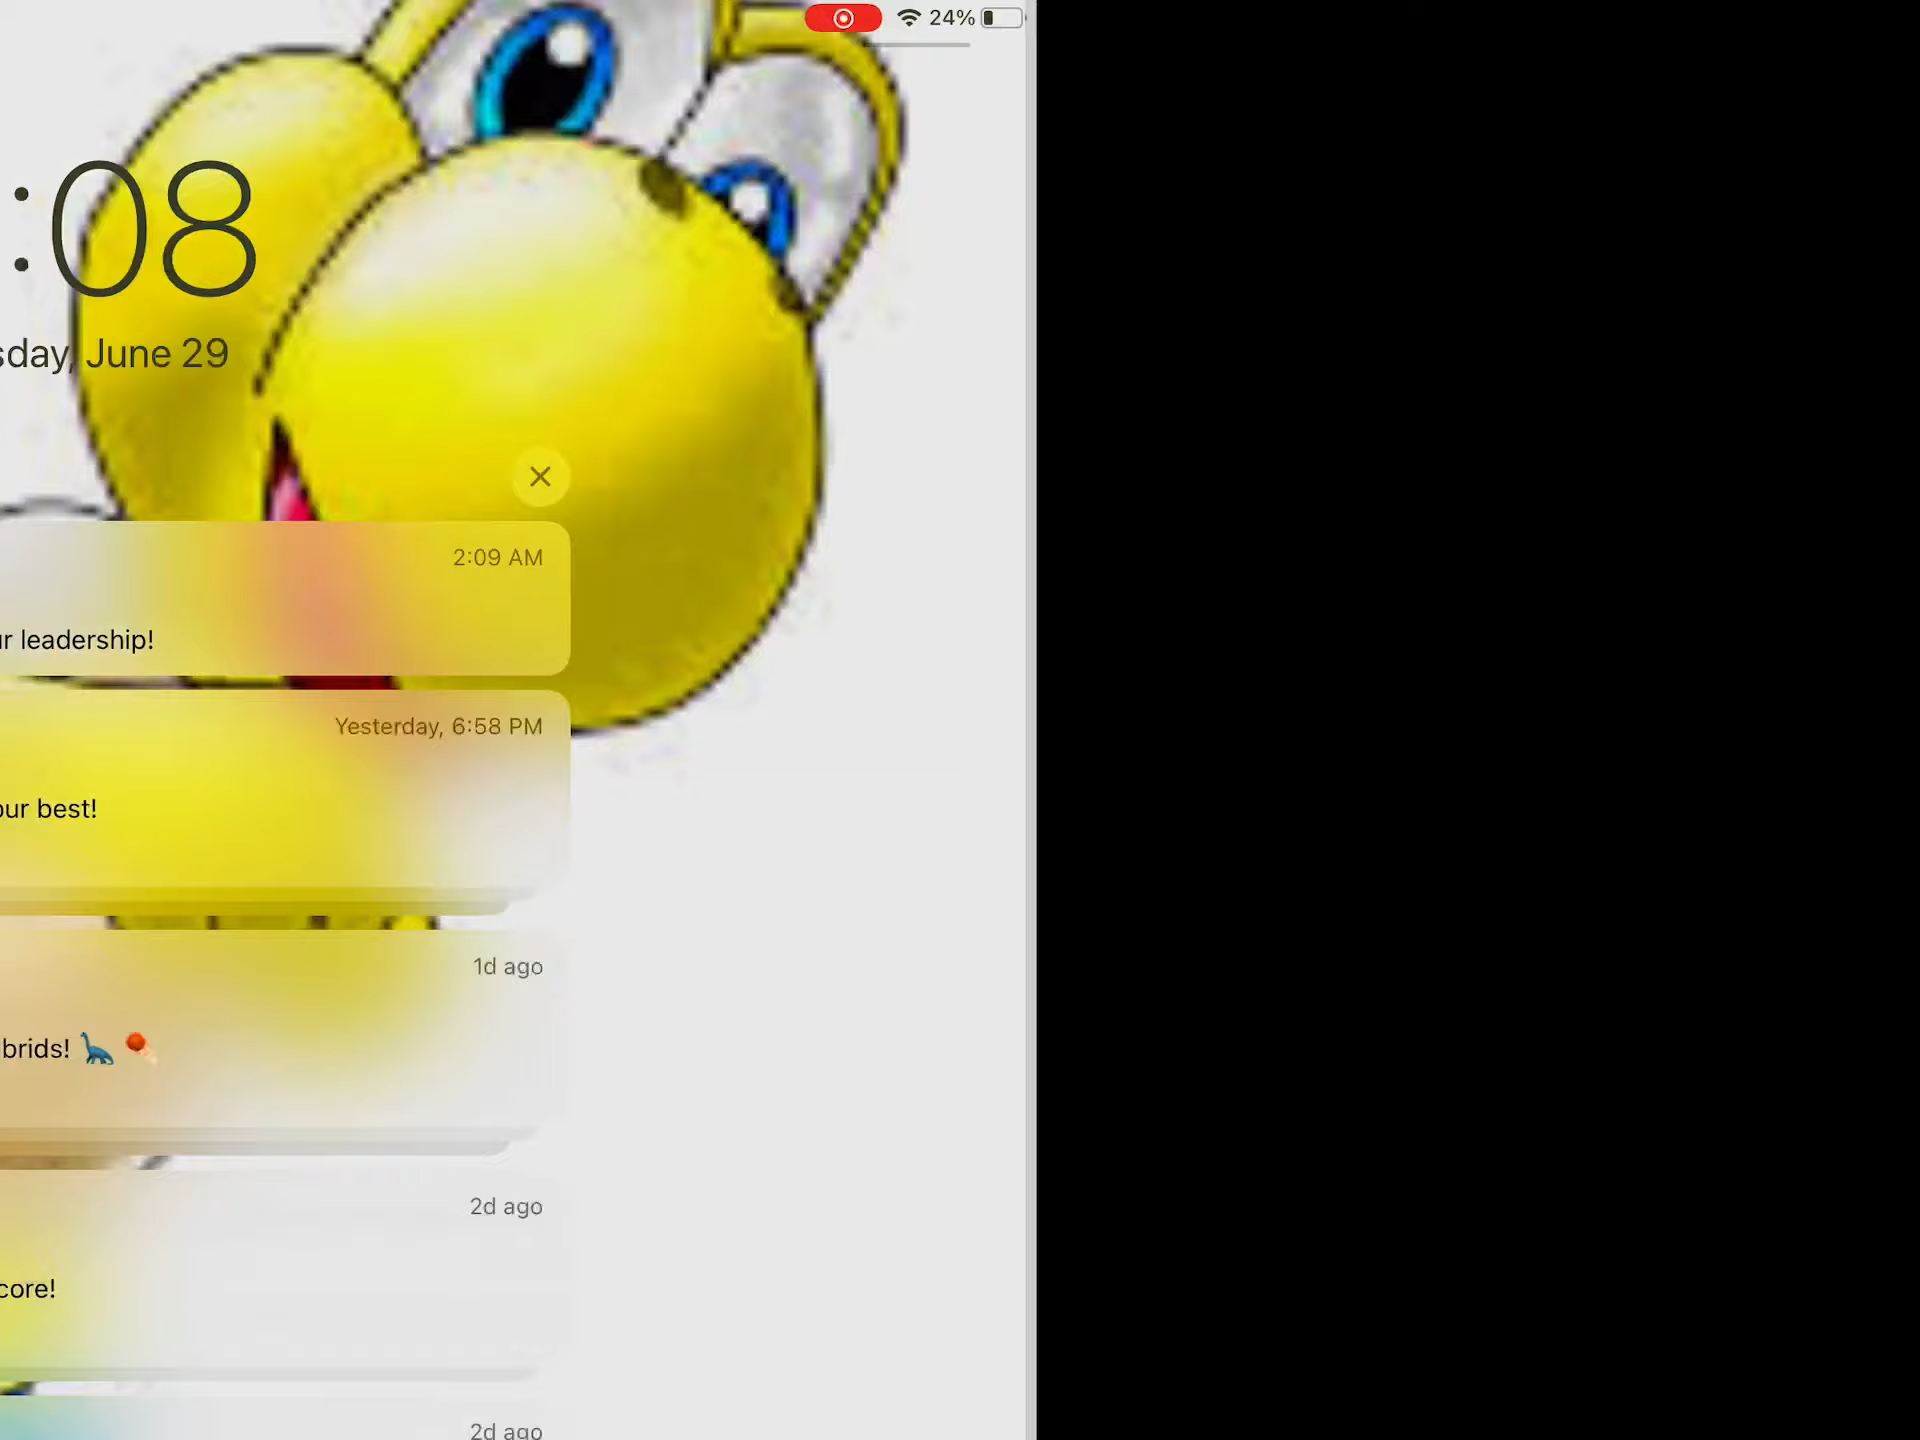 24%
:08
sday, June 29
2:09 AM
leadership!
Yesterday, 6:58 PM
our best!
1d ago
brids! 🦕 ☄️
2d ago
core!
2d ago